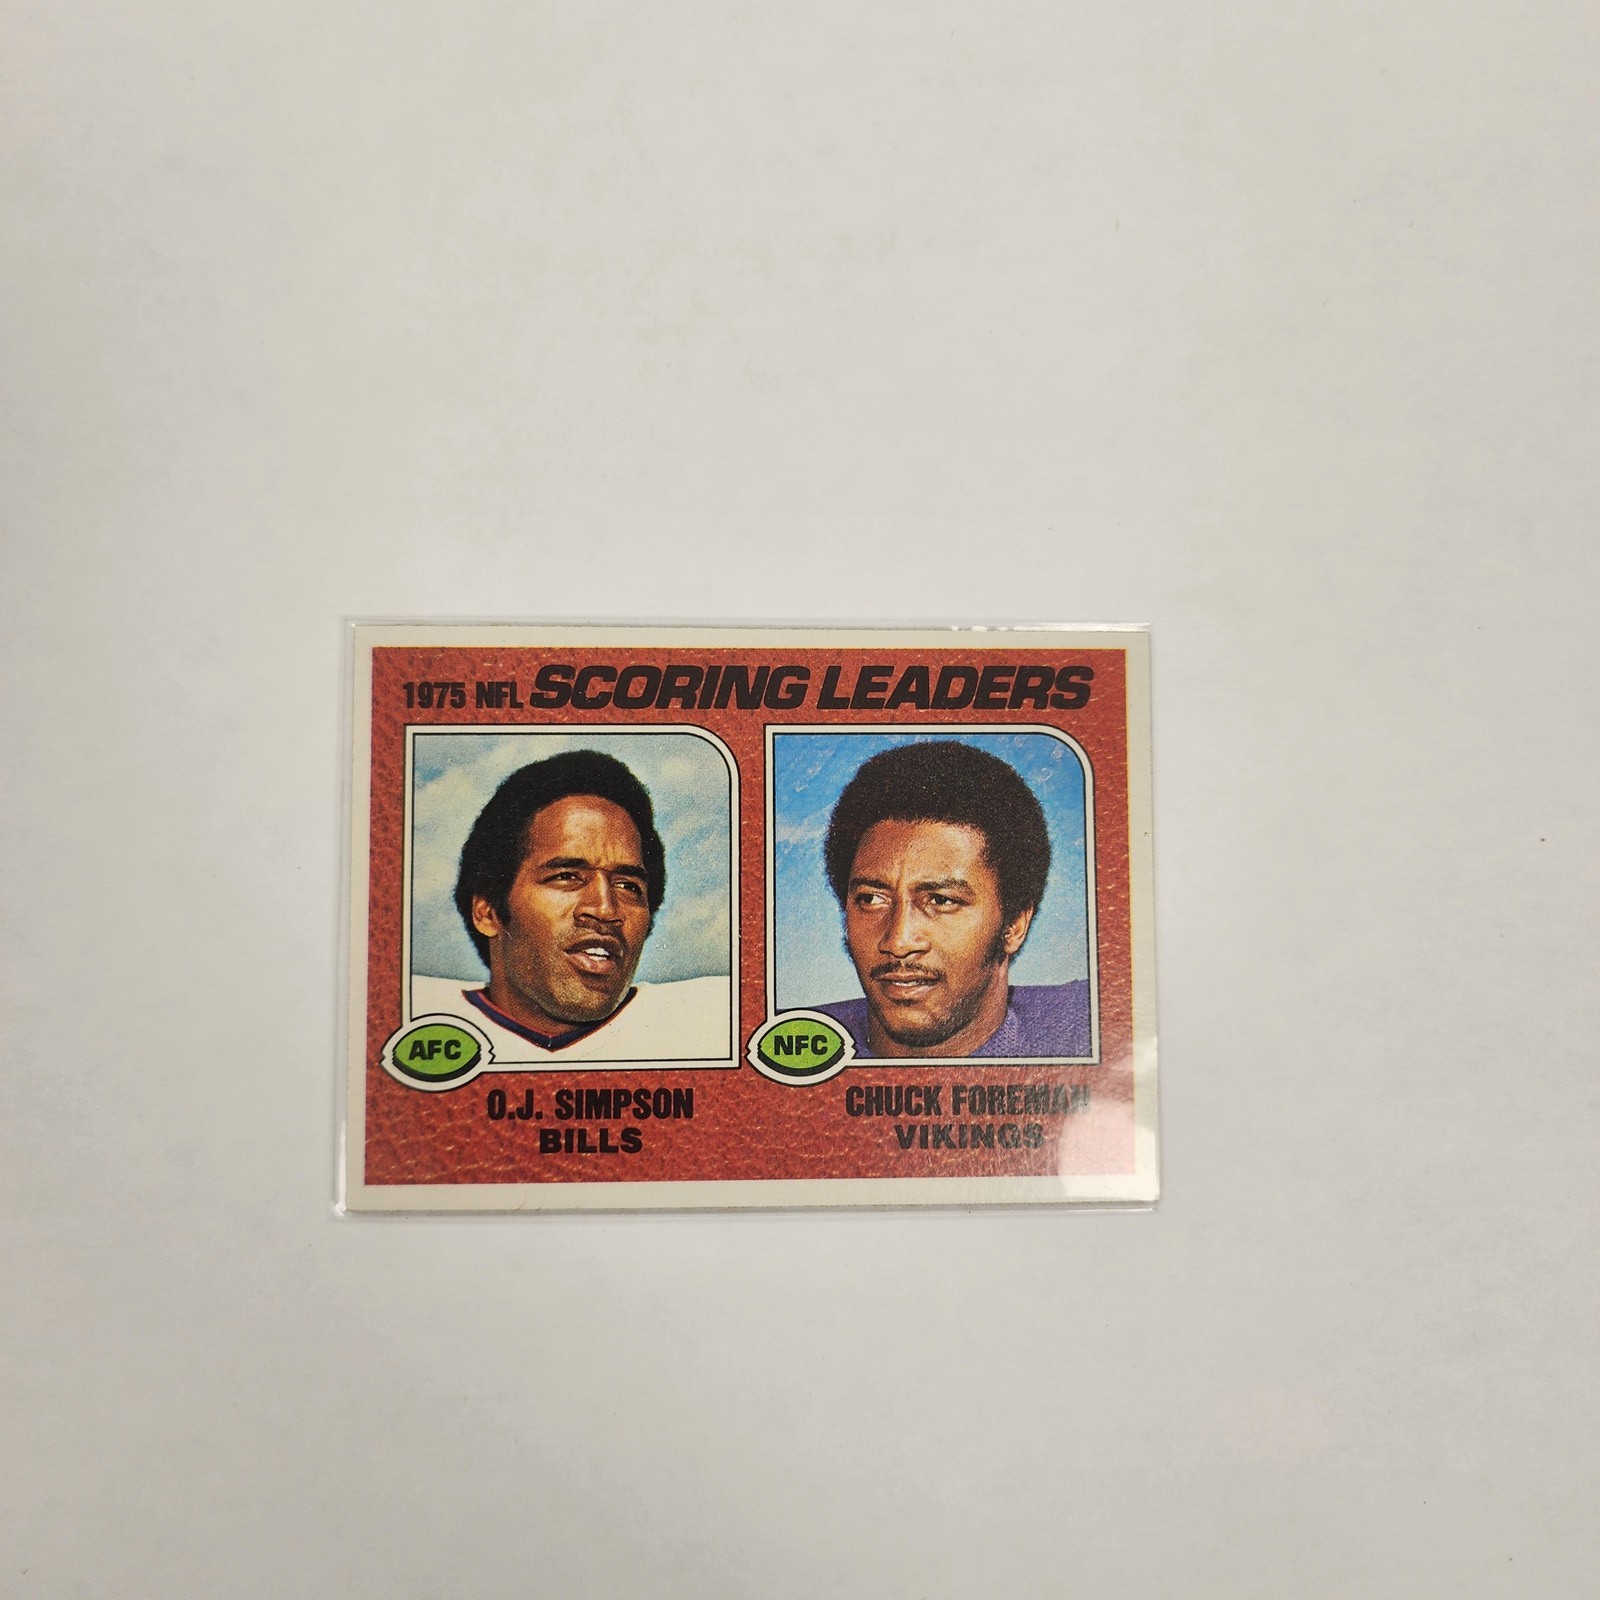 1975 NFL SCORING LEADERS
AFC
NFC
O.J. SIMPSON
BILLS
CHUCK FOREMAN
VIKINGS